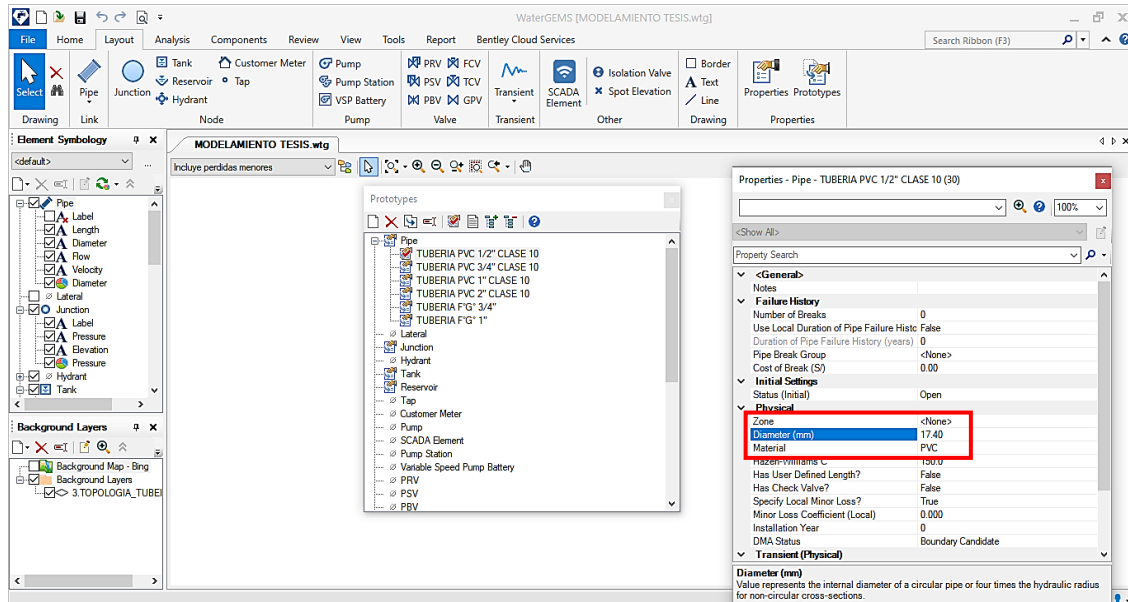 WaterGEMS [MODELAMIENTO TESIS.wtg]
File Home Layout Analysis Components Review View Tools Report Bentley Cloud Services Search Ribbon (F3)
Select Pipe Junction Tank Customer Meter Reservoir Tap Hydrant
Pump PRV FCV
Pump Station PSV TCV
VSP Battery PBV GPV
Transient SCADA Element Isolation Valve Spot Elevation
Border
Text
Line
Properties Prototypes
Drawing Link Node Pump Valve Transient Other Drawing Properties
Element Symbology
<default>
...
Pipe
Label
Length
Diameter
Flow
Velocity
Diameter
Lateral
Junction
Label
Pressure
Elevation
Pressure
Hydrant
Tank
Background Layers
Background Map - Bing
Background Layers
3.TOPOLOGIA_TUBEI
MODELAMIENTO TESIS.wtg
Incluye perdidas menores
Prototypes
Pipe
TUBERIA PVC 1/2" CLASE 10
TUBERIA PVC 3/4" CLASE 10
TUBERIA PVC 1" CLASE 10
TUBERIA PVC 2" CLASE 10
TUBERIA F°G° 3/4"
TUBERIA F°G° 1"
Lateral
Junction
Hydrant
Tank
Reservoir
Tap
Customer Meter
Pump
SCADA Element
Pump Station
Variable Speed Pump Battery
PRV
PSV
PBV
Properties - Pipe - TUBERIA PVC 1/2" CLASE 10 (30)
100%
<Show All>
Property Search
<General>
Notes
Failure History
Number of Breaks 0
Use Local Duration of Pipe Failure Histc False
Duration of Pipe Failure History (years) 0
Pipe Break Group <None>
Cost of Break (S/) 0.00
Initial Settings
Status (Initial) Open
Physical
Zone <None>
Diameter (mm) 17.40
Material PVC
Hazen-Williams C 150.0
Has User Defined Length? False
Has Check Valve? False
Specify Local Minor Loss? True
Minor Loss Coefficient (Local) 0.000
Installation Year 0
DMA Status Boundary Candidate
Transient (Physical)
Diameter (mm)
Value represents the internal diameter of a circular pipe or four times the hydraulic radius
for non-circular cross-sections.